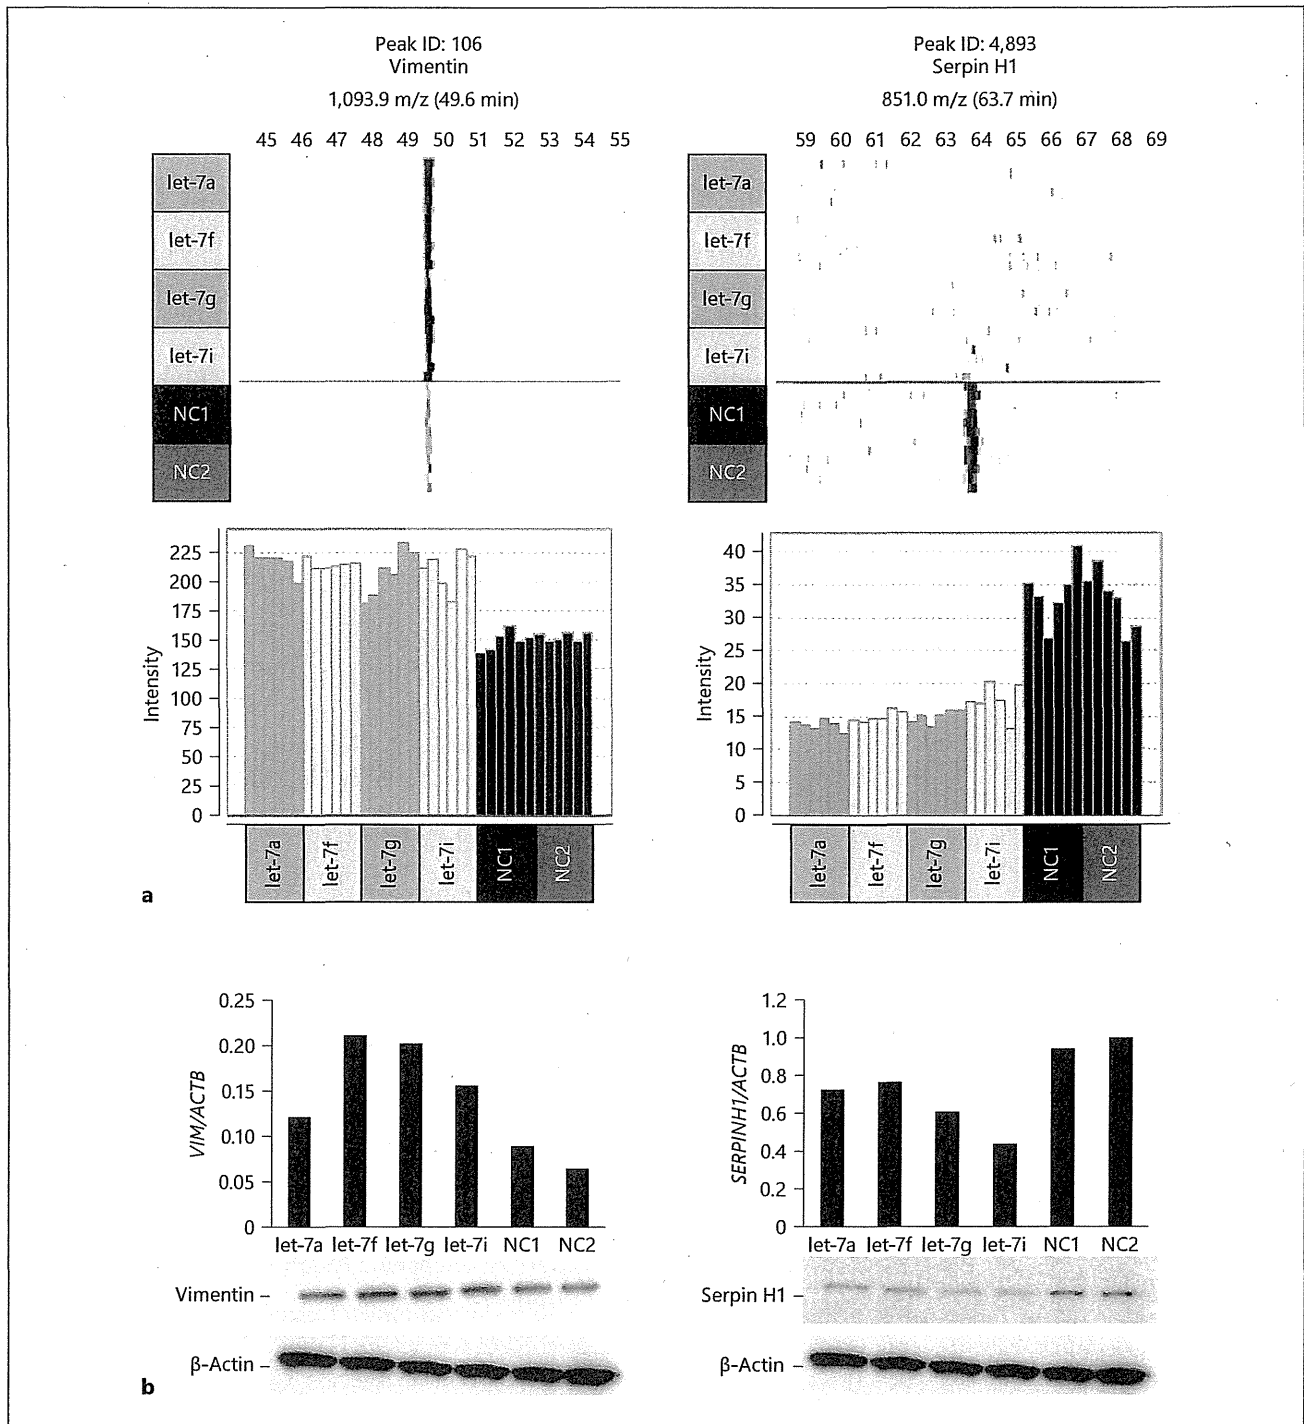 Peak ID: 106
Vimentin
1,093.9 m/z (49.6 min)
45 46 47 48 49 50 51 52 53 54 55
let-7a
let-7f
let-7g
let-7i
NC1
NC2
Peak ID: 4,893
Serpin H1
851.0 m/z (63.7 min)
59 60 61 62 63 64 65 66 67 68 69
let-7a
let-7f
let-7g
let-7i
NC1
NC2
Intensity
225
200
175
150
125
100
75
50
25
0
let-7a let-7f let-7g let-7i NC1 NC2
Intensity
40
35
30
25
20
15
10
5
0
let-7a let-7f let-7g let-7i NC1 NC2
a
VIM/ACTB
0.25
0.20
0.15
0.10
0.05
0
let-7a let-7f let-7g let-7i NC1 NC2
Vimentin –
β-Actin –
SERPINH1/ACTB
1.2
1.0
0.8
0.6
0.4
0.2
0
let-7a let-7f let-7g let-7i NC1 NC2
Serpin H1 –
β-Actin –
b